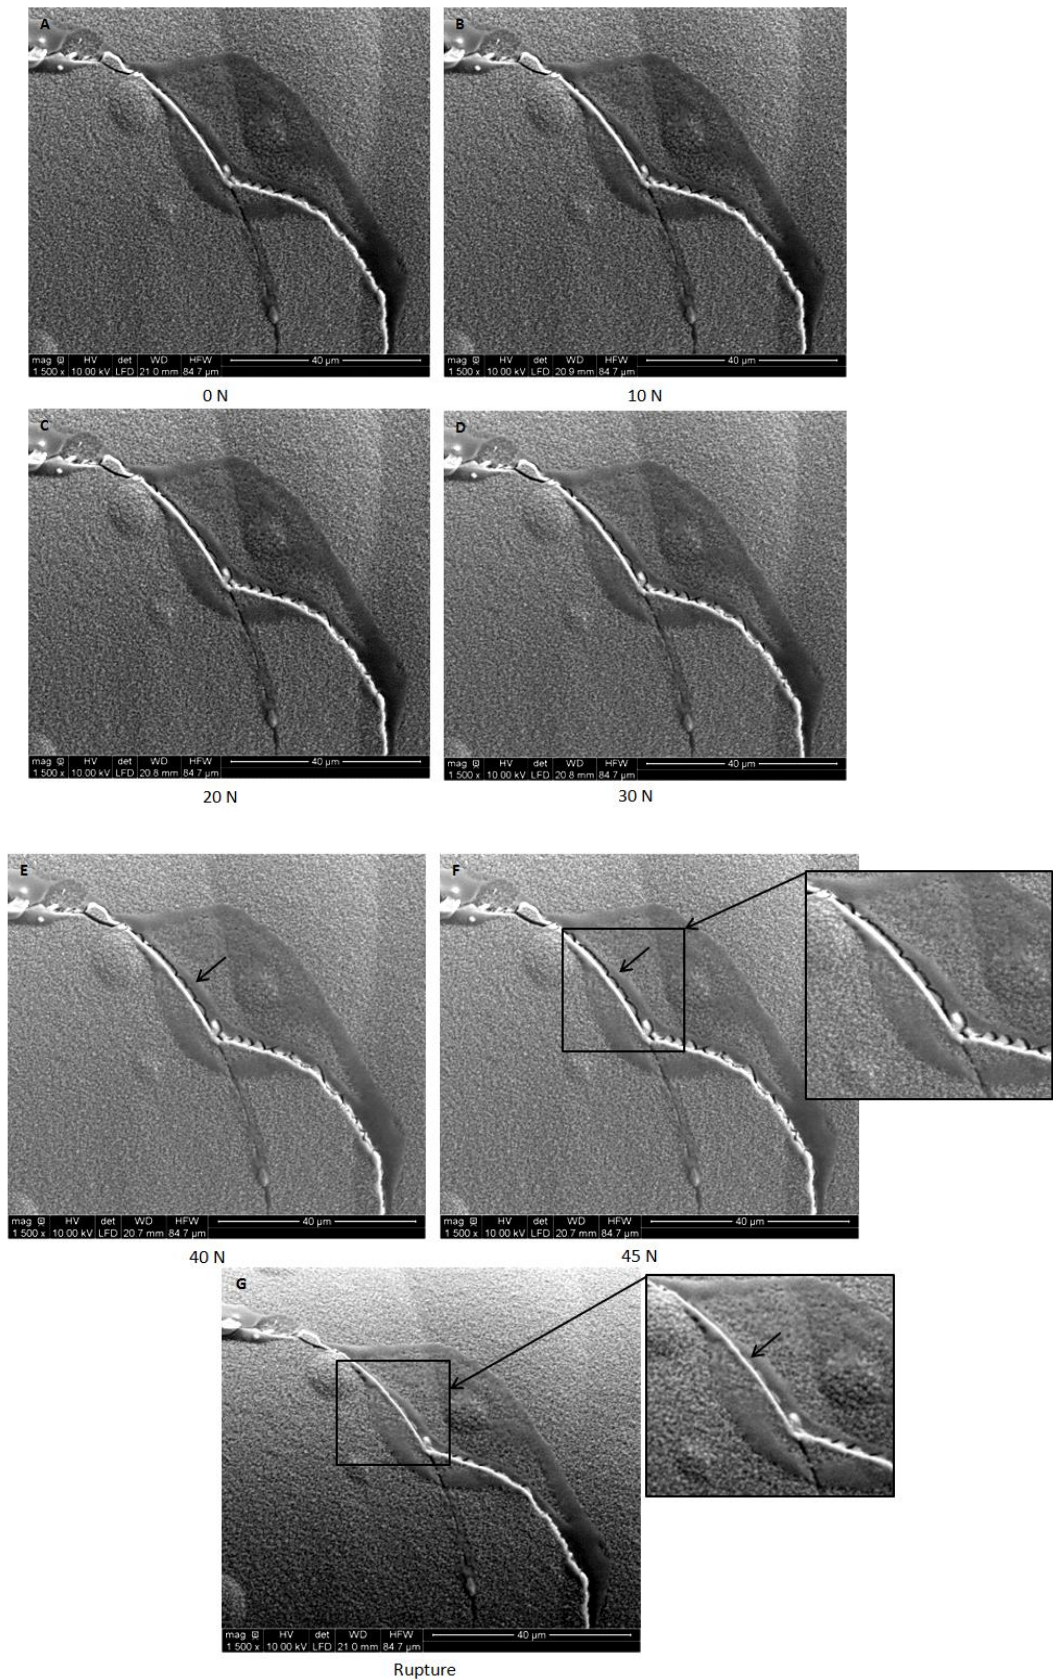 A
B
mag HV det WD HFW 40 µm
1 500 x 10.00 kV LFD 21.0 mm 84.7 µm
mag HV det WD HFW 40 µm
1 500 x 10.00 kV LFD 20.9 mm 84.7 µm
0 N
10 N
C
D
mag HV det WD HFW 40 µm
1 500 x 10.00 kV LFD 20.8 mm 84.7 µm
mag HV det WD HFW 40 µm
1 500 x 10.00 kV LFD 20.8 mm 84.7 µm
20 N
30 N
E
F
mag HV det WD HFW 40 µm
1 500 x 10.00 kV LFD 20.7 mm 84.7 µm
mag HV det WD HFW 40 µm
1 500 x 10.00 kV LFD 20.7 mm 84.7 µm
40 N
45 N
G
mag HV det WD HFW 40 µm
1 500 x 10.00 kV LFD 21.0 mm 84.7 µm
Rupture